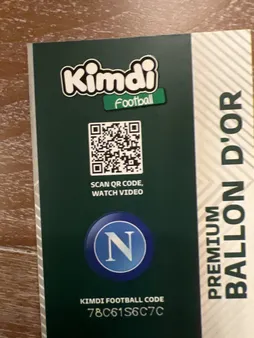 Kimdi
Football
SCAN QR CODE,
WATCH VIDEO
N
KIMDI FOOTBALL CODE
78C61S6C7C
PREMIUM
BALLON D'OR